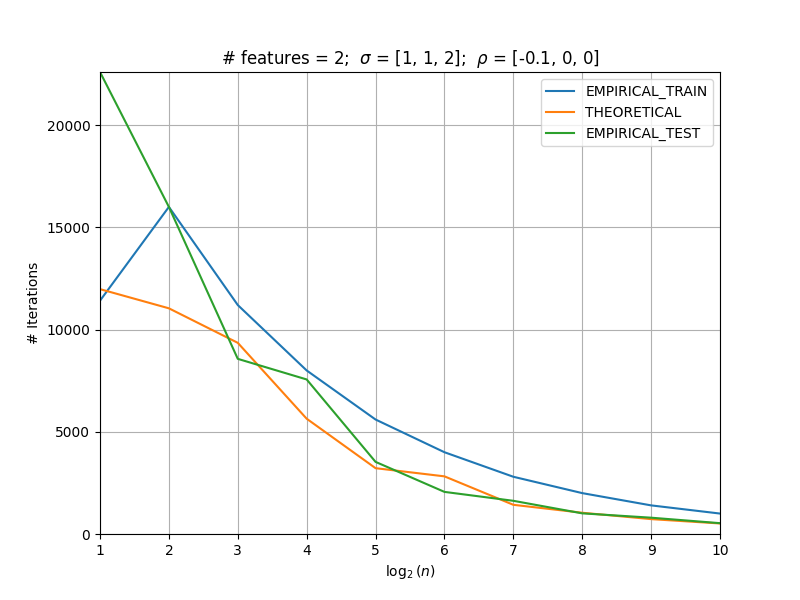 # features = 2; σ = [1, 1, 2]; ρ = [-0.1, 0, 0]
EMPIRICAL_TRAIN
THEORETICAL
EMPIRICAL_TEST
# Iterations
20000
15000
10000
5000
0
1 2 3 4 5 6 7 8 9 10
log₂(n)